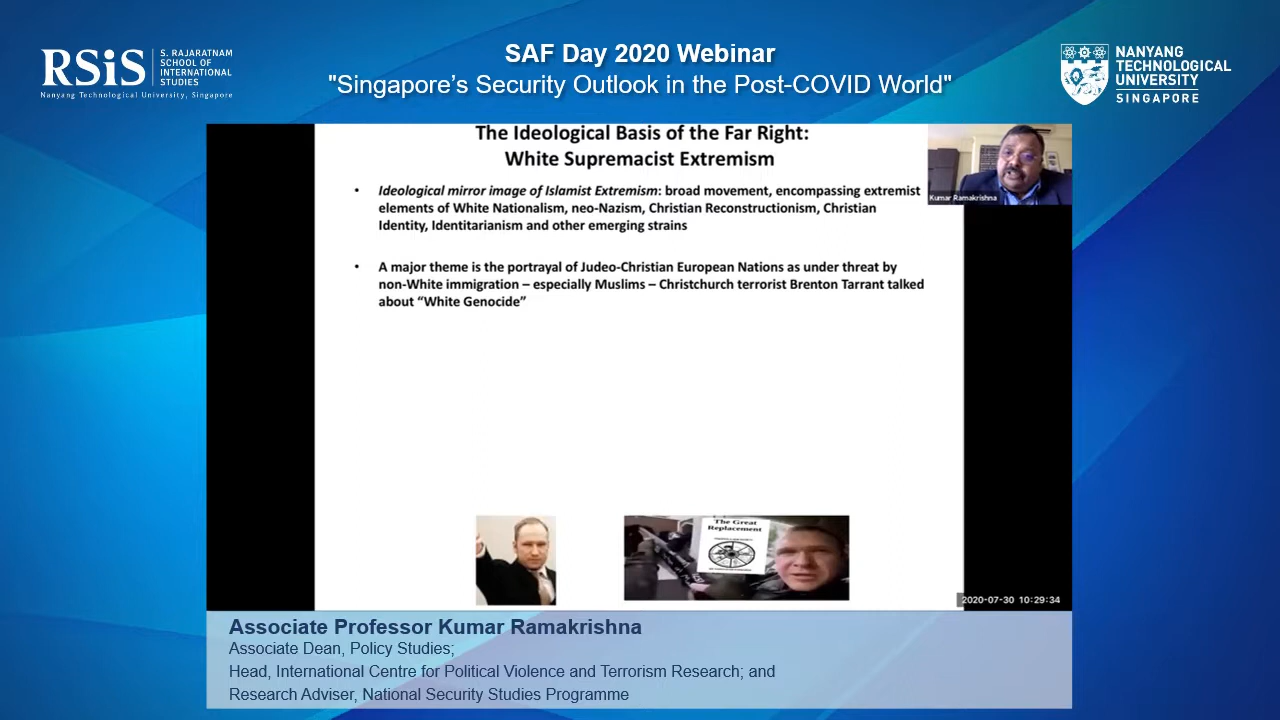 RSiS
S. RAJARATNAM
SCHOOL OF
INTERNATIONAL
STUDIES
Nanyang Technological University, Singapore
SAF Day 2020 Webinar
"Singapore's Security Outlook in the Post-COVID World"
NANYANG
TECHNOLOGICAL
UNIVERSITY
SINGAPORE
The Ideological Basis of the Far Right:
White Supremacist Extremism
• Ideological mirror image of Islamist Extremism: broad movement, encompassing extremist
elements of White Nationalism, neo-Nazism, Christian Reconstructionism, Christian
Identity, Identitarianism and other emerging strains
• A major theme is the portrayal of Judeo-Christian European Nations as under threat by
non-White immigration – especially Muslims – Christchurch terrorist Brenton Tarrant talked
about “White Genocide”
Kumar Ramakrishna
The Great
Replacement
2020-07-30 10:29:34
Associate Professor Kumar Ramakrishna
Associate Dean, Policy Studies;
Head, International Centre for Political Violence and Terrorism Research; and
Research Adviser, National Security Studies Programme